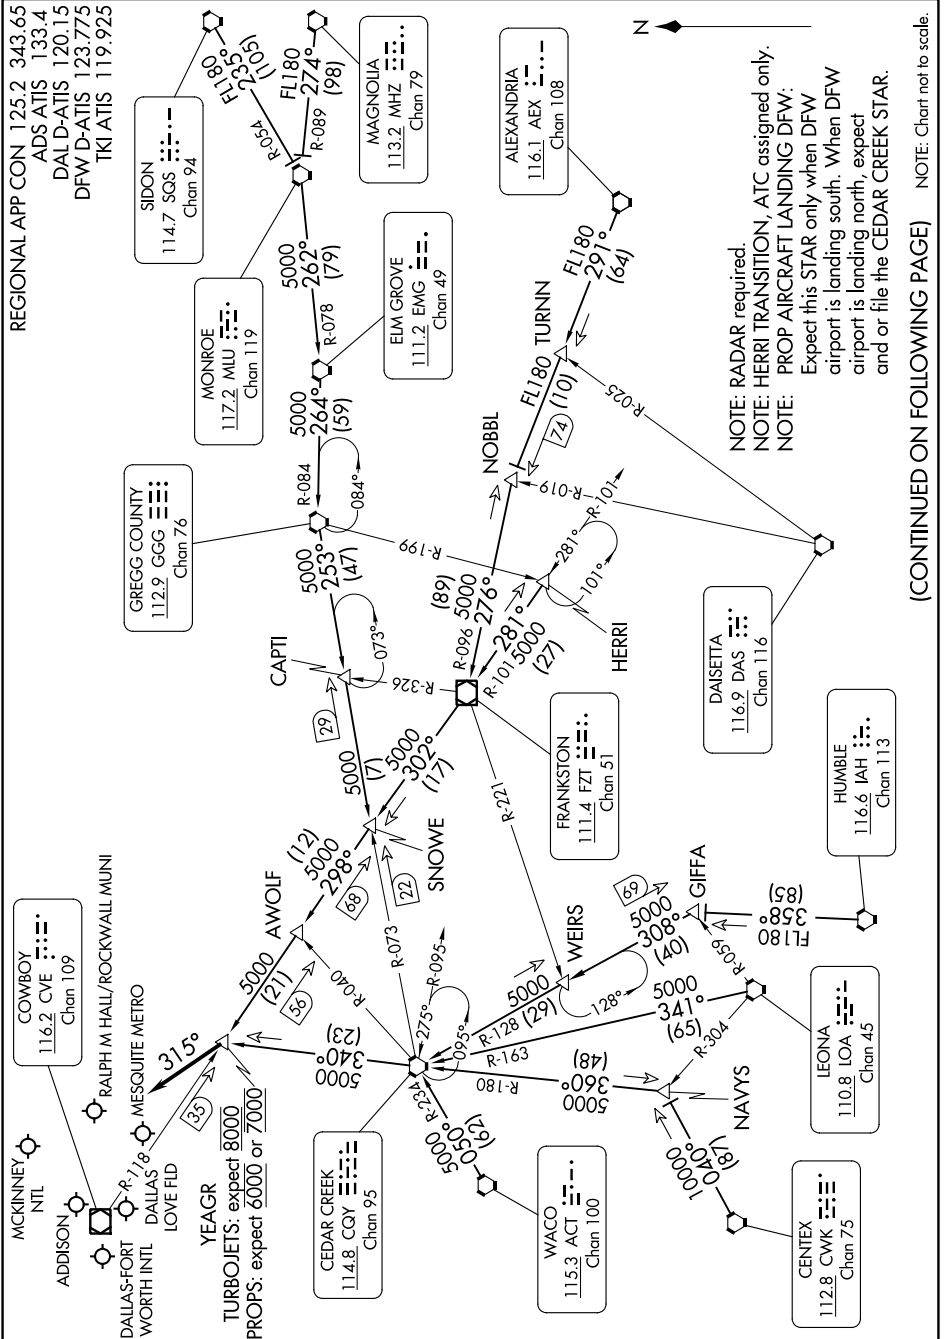 REGIONAL APP CON 125.2 343.65
ADS ATIS 133.4
DAL D-ATIS 120.15
DFW D-ATIS 123.775
TKI ATIS 119.925
MCKINNEY
NTL
ADDISON
DALLAS-FORT
WORTH INTL
DALLAS
LOVE FLD
MESQUITE METRO
RALPH M HALL/ROCKWALL MUNI
COWBOY
116.2 CVE
Chan 109
R-118
35
315°
YEAGR
TURBOJETS: expect 8000
PROPS: expect 6000 or 7000
5000
(21)
56
AWOLF
(12)
5000
298°
68
SNOWE
22
R-073
R-040
5000
340°
(23)
CEDAR CREEK
114.8 CQY
Chan 95
275°
095°
R-095
R-234
5000
050°
(62)
WACO
115.3 ACT
Chan 100
R-180
5000
360°
(48)
NAVYS
10000
040°
(87)
CENTEX
112.8 CWK
Chan 75
R-163
5000
341°
(65)
LEONA
110.8 LOA
Chan 45
R-304
R-059
R-128
5000
(29)
WEIRS
128°
5000
308°
(40)
69
GIFFA
FL180
358°
(85)
HUMBLE
116.6 IAH
Chan 113
R-221
FRANKSTON
111.4 FZT
Chan 51
5000
302°
(17)
5000
(7)
29
CAPTI
R-326
073°
5000
253°
(47)
GREGG COUNTY
112.9 GGG
Chan 76
R-084
084°
5000
264°
(59)
ELM GROVE
111.2 EMG
Chan 49
R-078
5000
262°
(79)
MONROE
117.2 MLU
Chan 119
R-054
FL180
235°
(105)
SIDON
114.7 SQS
Chan 94
R-089
FL180
274°
(98)
MAGNOLIA
113.2 MHZ
Chan 79
R-199
R-096
5000
276°
(89)
R-101
281°
5000
(27)
HERRI
281°
101°
R-101
NOBBL
74
FL180
(10)
TURNN
FL180
291°
(64)
ALEXANDRIA
116.1 AEX
Chan 108
R-019
R-025
DAISETTA
116.9 DAS
Chan 116
N
NOTE: RADAR required.
NOTE: HERRI TRANSITION, ATC assigned only.
NOTE: PROP AIRCRAFT LANDING DFW:
Expect this STAR only when DFW
airport is landing south. When DFW
airport is landing north, expect
and or file the CEDAR CREEK STAR.
(CONTINUED ON FOLLOWING PAGE)
NOTE: Chart not to scale.